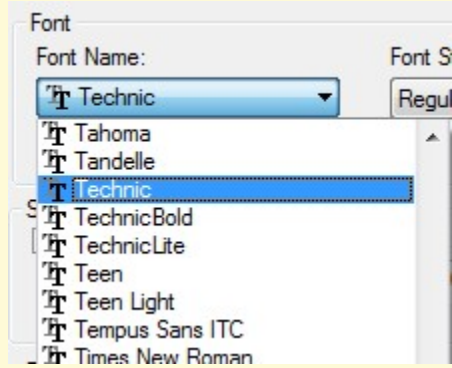 Font
Font Name:
Font St
Technic
Regul
Tahoma
Tandelle
Technic
TechnicBold
TechnicLite
Teen
Teen Light
Tempus Sans ITC
Times New Roman